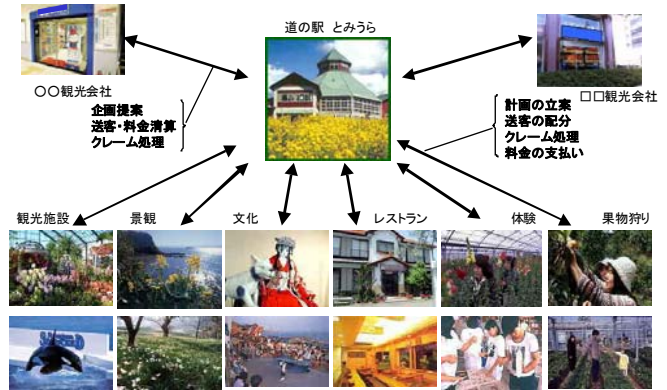 道の駅 とみうら
〇〇観光会社
企画提案
送客・料金清算
クレーム処理
□□観光会社
計画の立案
送客の配分
クレーム処理
料金の支払い
観光施設
景観
文化
レストラン
体験
果物狩り